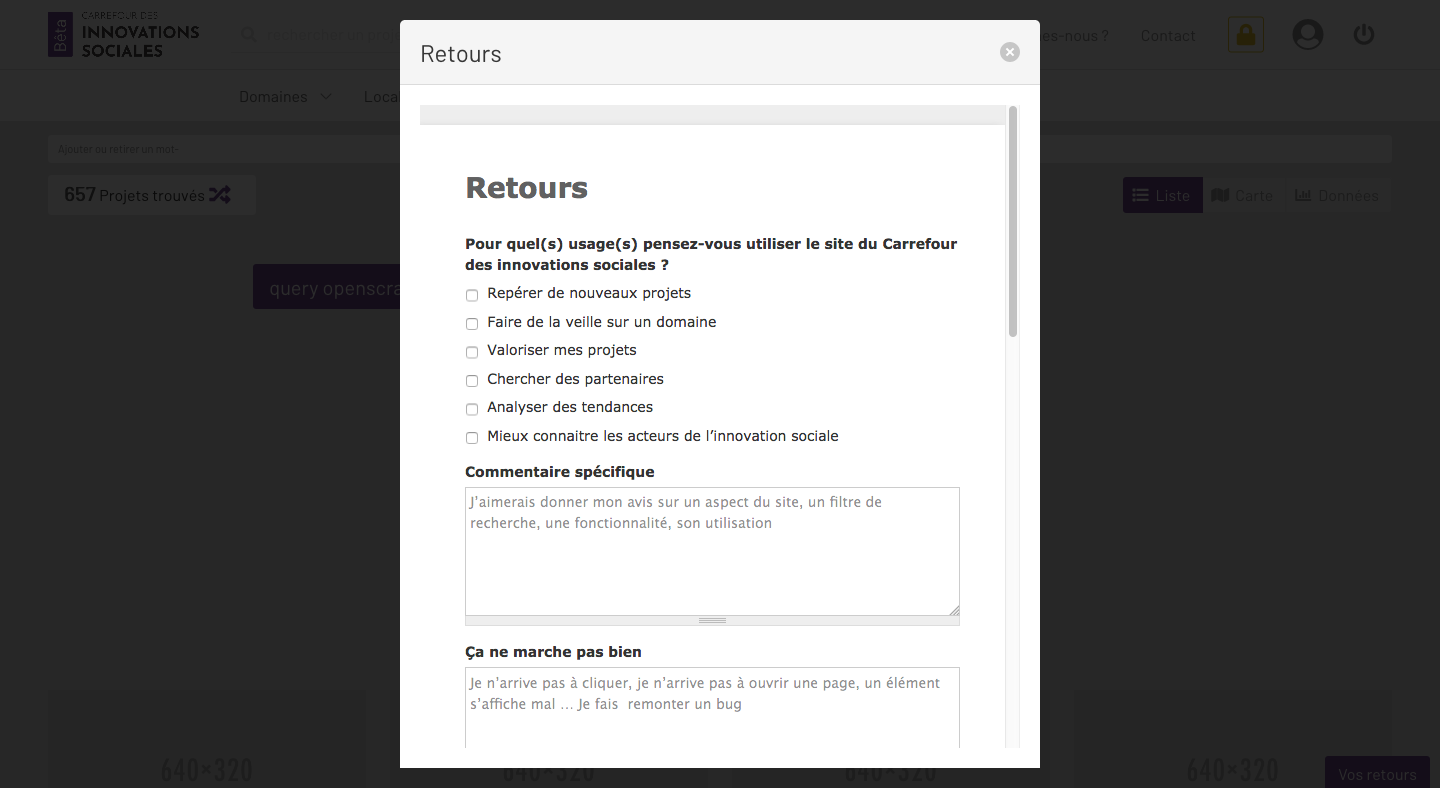 Bêta
CARREFOUR DES
INNOVATIONS
SOCIALES
rechercher un proj
es-nous ?
Contact
Domaines
Loca
Ajouter ou retirer un mot-
657 Projets trouvés
Liste
Carte
Données
query openscra
Retours
Retours
Pour quel(s) usage(s) pensez-vous utiliser le site du Carrefour
des innovations sociales ?
Repérer de nouveaux projets
Faire de la veille sur un domaine
Valoriser mes projets
Chercher des partenaires
Analyser des tendances
Mieux connaitre les acteurs de l’innovation sociale
Commentaire spécifique
J’aimerais donner mon avis sur un aspect du site, un filtre de
recherche, une fonctionnalité, son utilisation
Ça ne marche pas bien
Je n’arrive pas à cliquer, je n’arrive pas à ouvrir une page, un élément
s’affiche mal … Je fais  remonter un bug
640×320
640×320
640×320
640×320
Vos retours